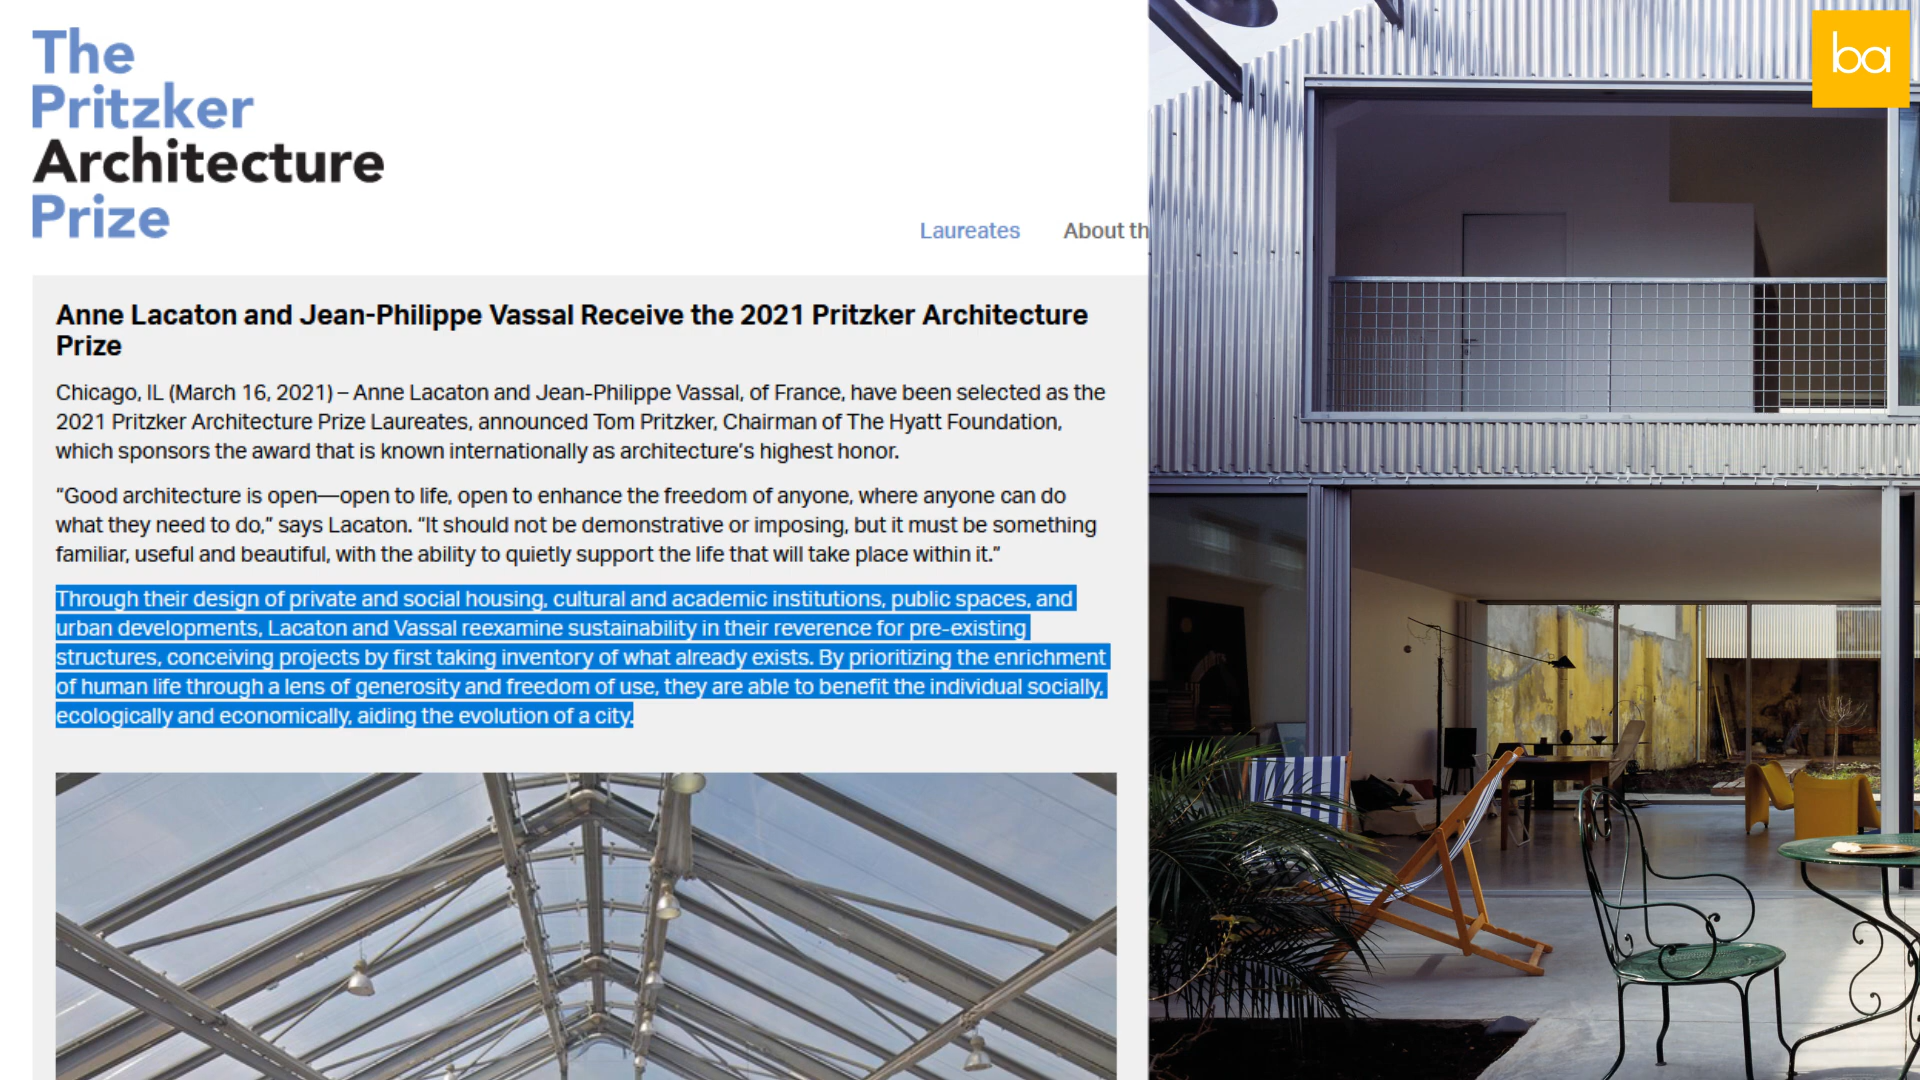 The
Pritzker
Architecture
Prize
ba
Laureates About th
Anne Lacaton and Jean-Philippe Vassal Receive the 2021 Pritzker Architecture
Prize
Chicago, IL (March 16, 2021) – Anne Lacaton and Jean-Philippe Vassal, of France, have been selected as the
2021 Pritzker Architecture Prize Laureates, announced Tom Pritzker, Chairman of The Hyatt Foundation,
which sponsors the award that is known internationally as architecture's highest honor.
“Good architecture is open—open to life, open to enhance the freedom of anyone, where anyone can do
what they need to do,” says Lacaton. “It should not be demonstrative or imposing, but it must be something
familiar, useful and beautiful, with the ability to quietly support the life that will take place within it.”
Through their design of private and social housing, cultural and academic institutions, public spaces, and
urban developments, Lacaton and Vassal reexamine sustainability in their reverence for pre-existing
structures, conceiving projects by first taking inventory of what already exists. By prioritizing the enrichment
of human life through a lens of generosity and freedom of use, they are able to benefit the individual socially,
ecologically and economically, aiding the evolution of a city.